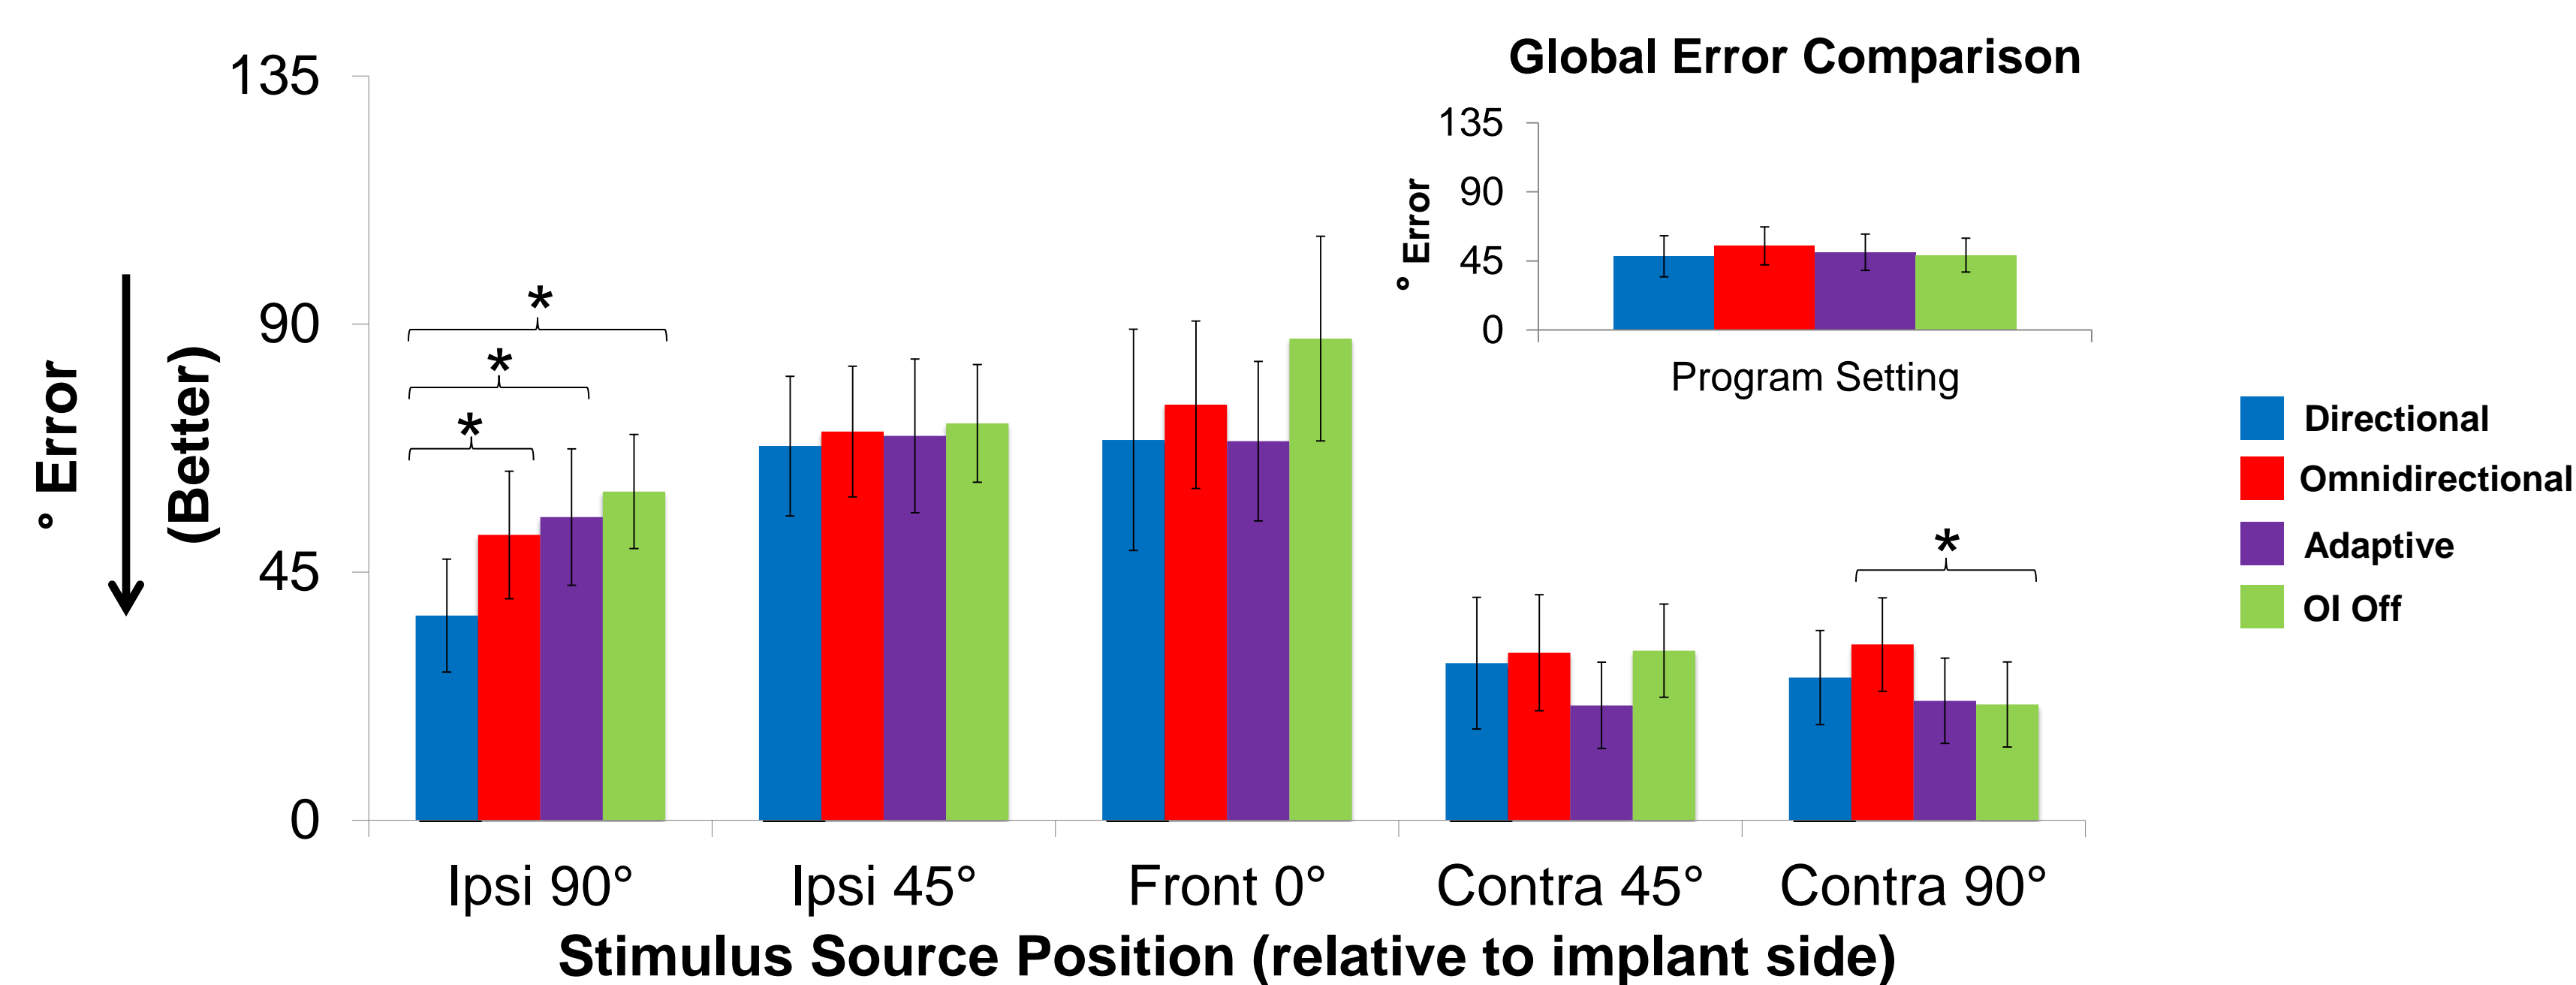 Global Error Comparison
135
90
45
0
° Error
Program Setting
135
90
45
0
° Error
(Better)
*
*
*
*
Directional
Omnidirectional
Adaptive
OI Off
Ipsi 90°
Ipsi 45°
Front 0°
Contra 45°
Contra 90°
Stimulus Source Position (relative to implant side)